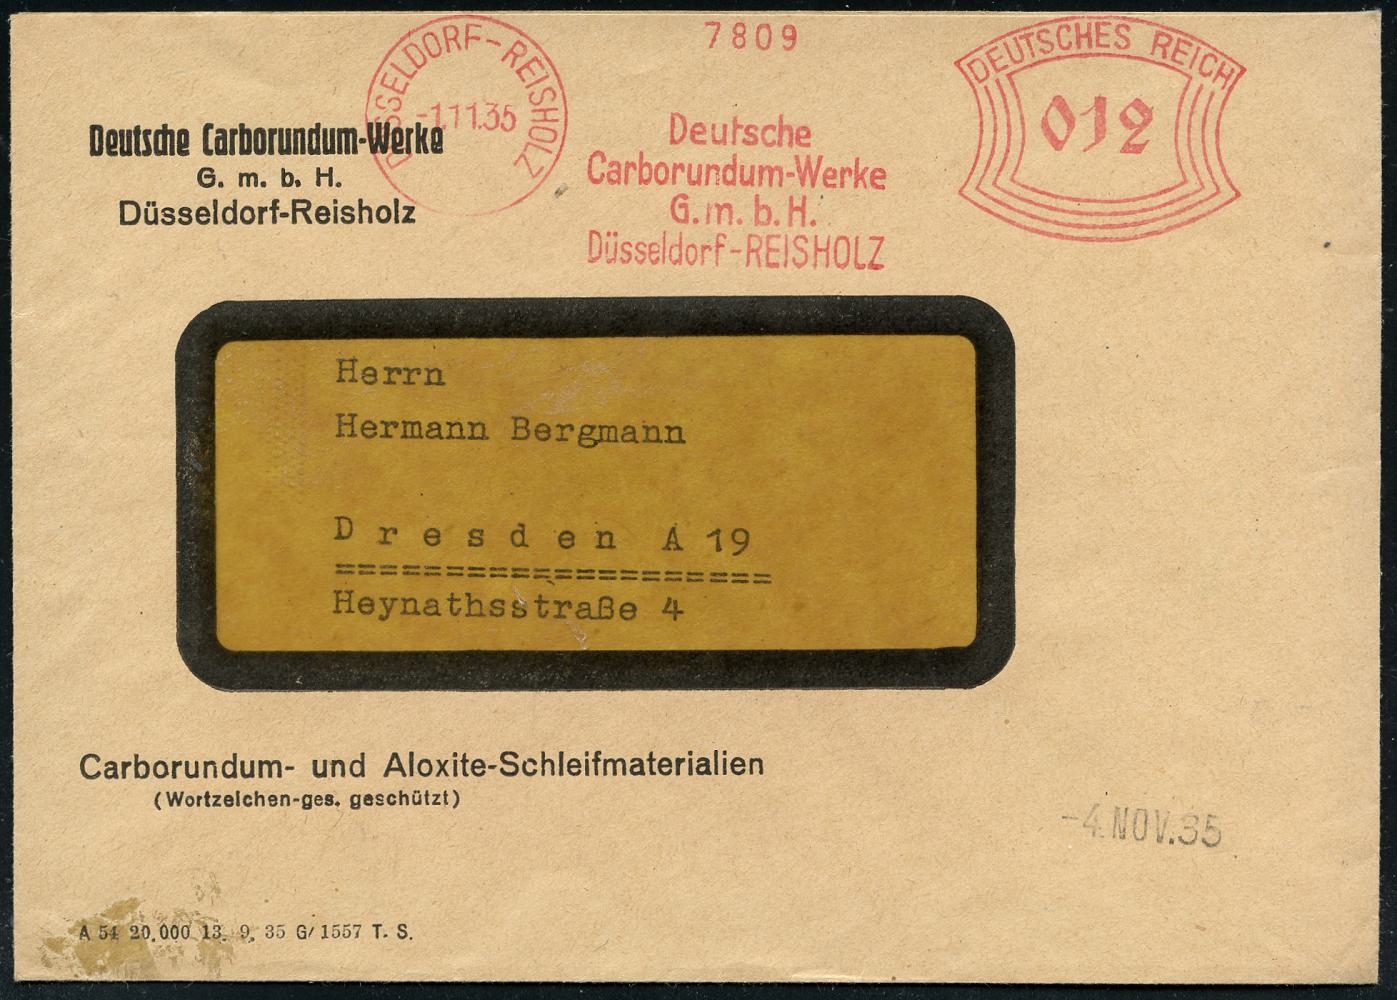 DÜSSELDORF-REISHOLZ
-1.11.35
7809
DEUTSCHES REICH
012
Deutsche
Carborundum-Werke
G. m. b. H.
Düsseldorf-REISHOLZ
Deutsche Carborundum-Werke
G. m. b. H.
Düsseldorf-Reisholz
Herrn
Hermann Bergmann
D r e s d e n A 19
====================
Heynathsstraße 4
Carborundum- und Aloxite-Schleifmaterialien
(Wortzeichen-ges. geschützt)
-4. NOV. 35
A 54 20.000 13. 9. 35 G/1557 T. S.